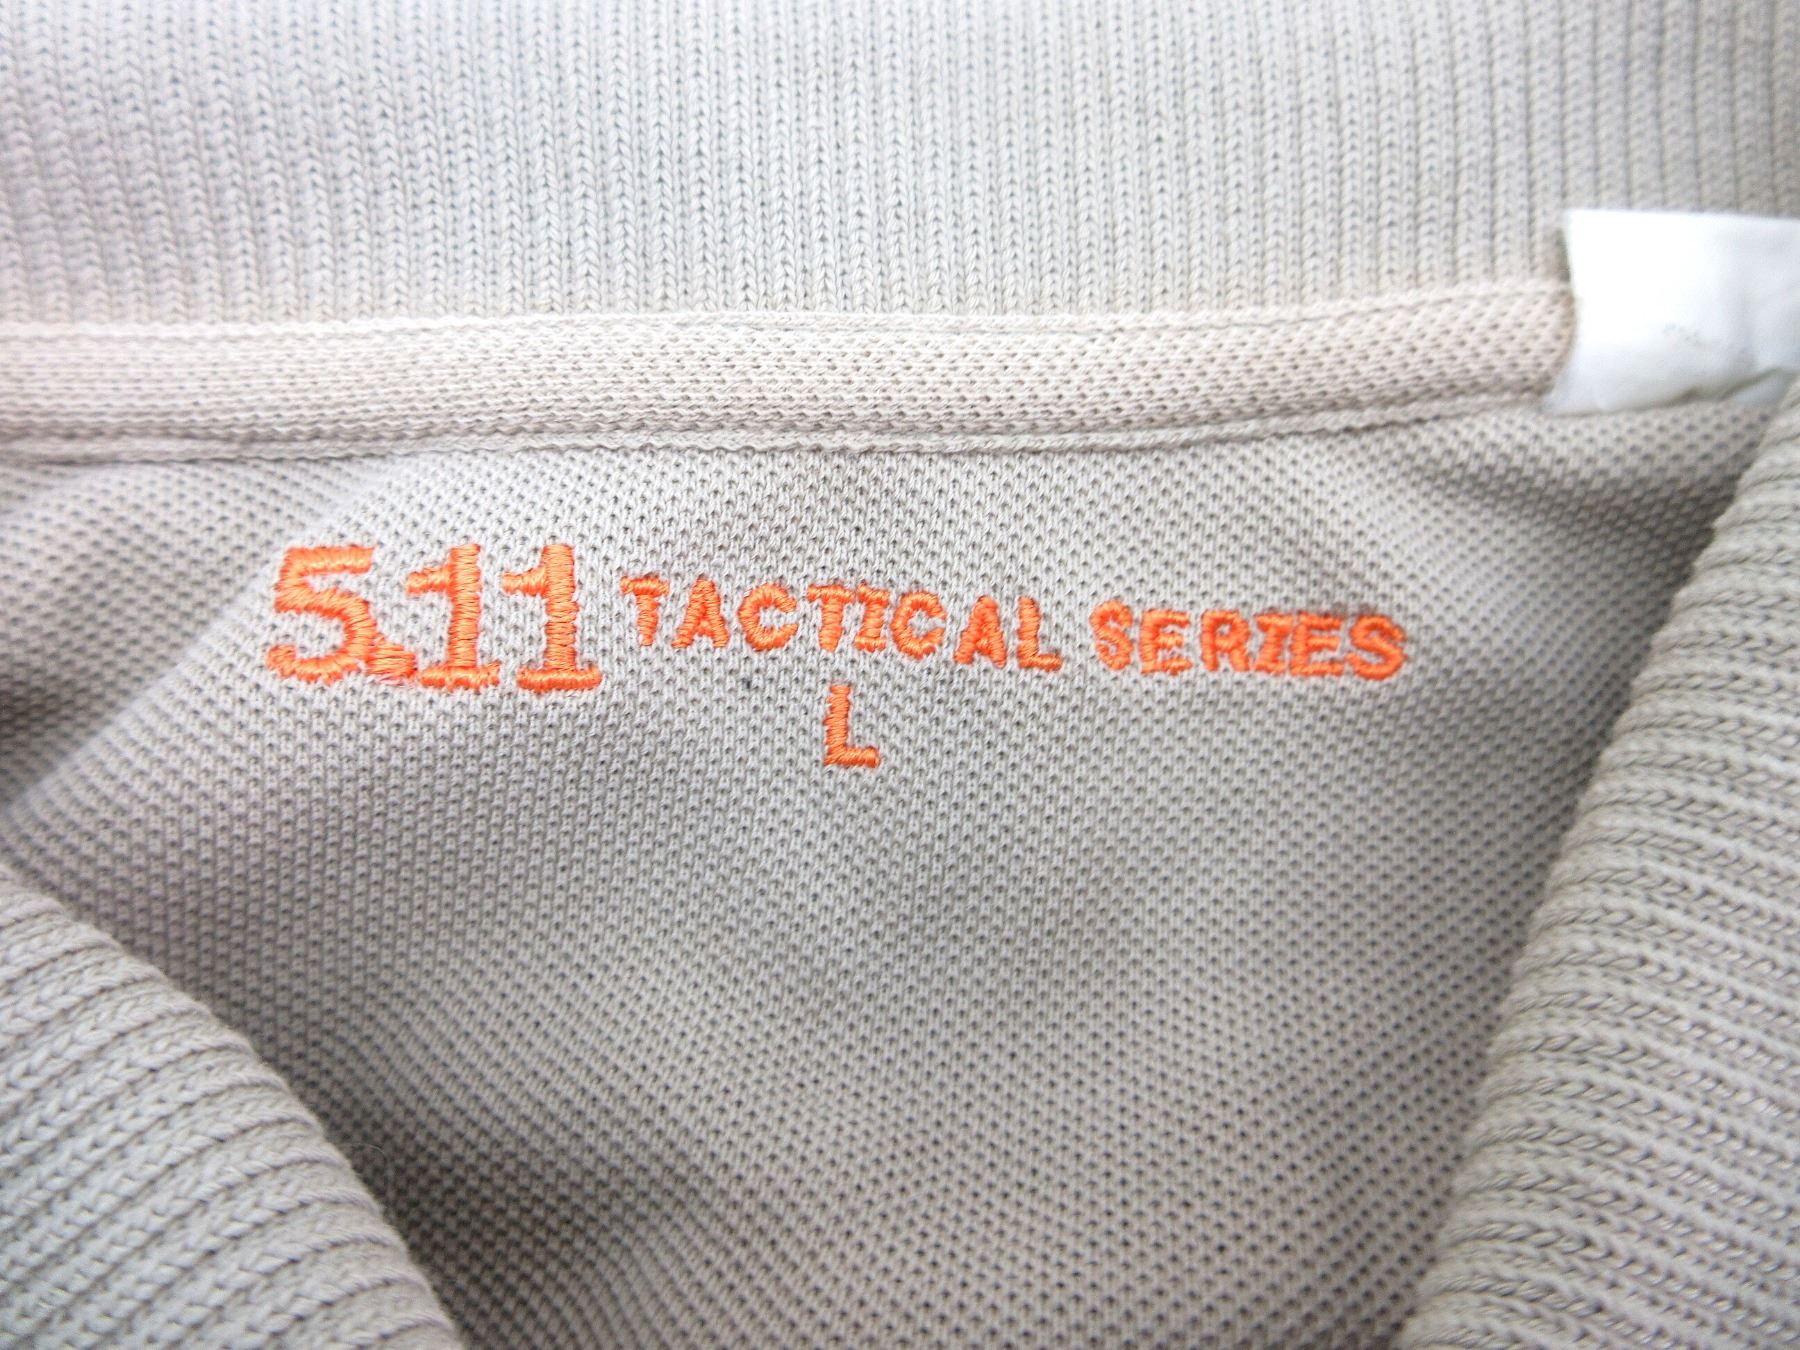 5.11 TACTICAL SERIES
L